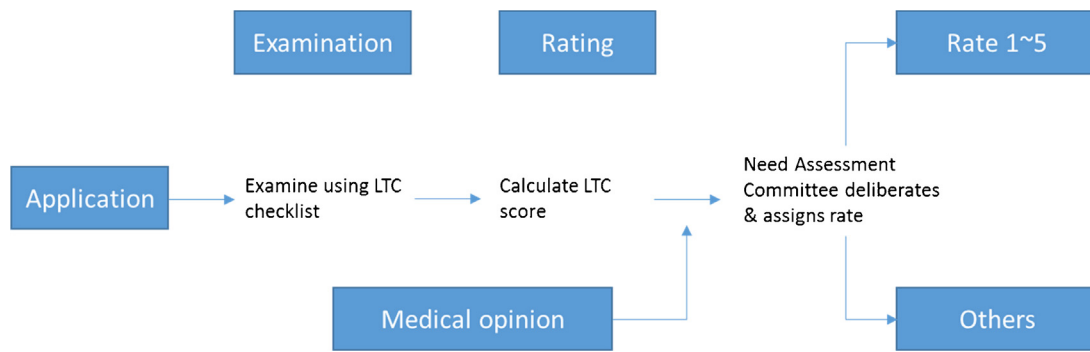 Examination
Rating
Rate 1~5
Application
Examine using LTC
checklist
Calculate LTC
score
Need Assessment
Committee deliberates
& assigns rate
Medical opinion
Others